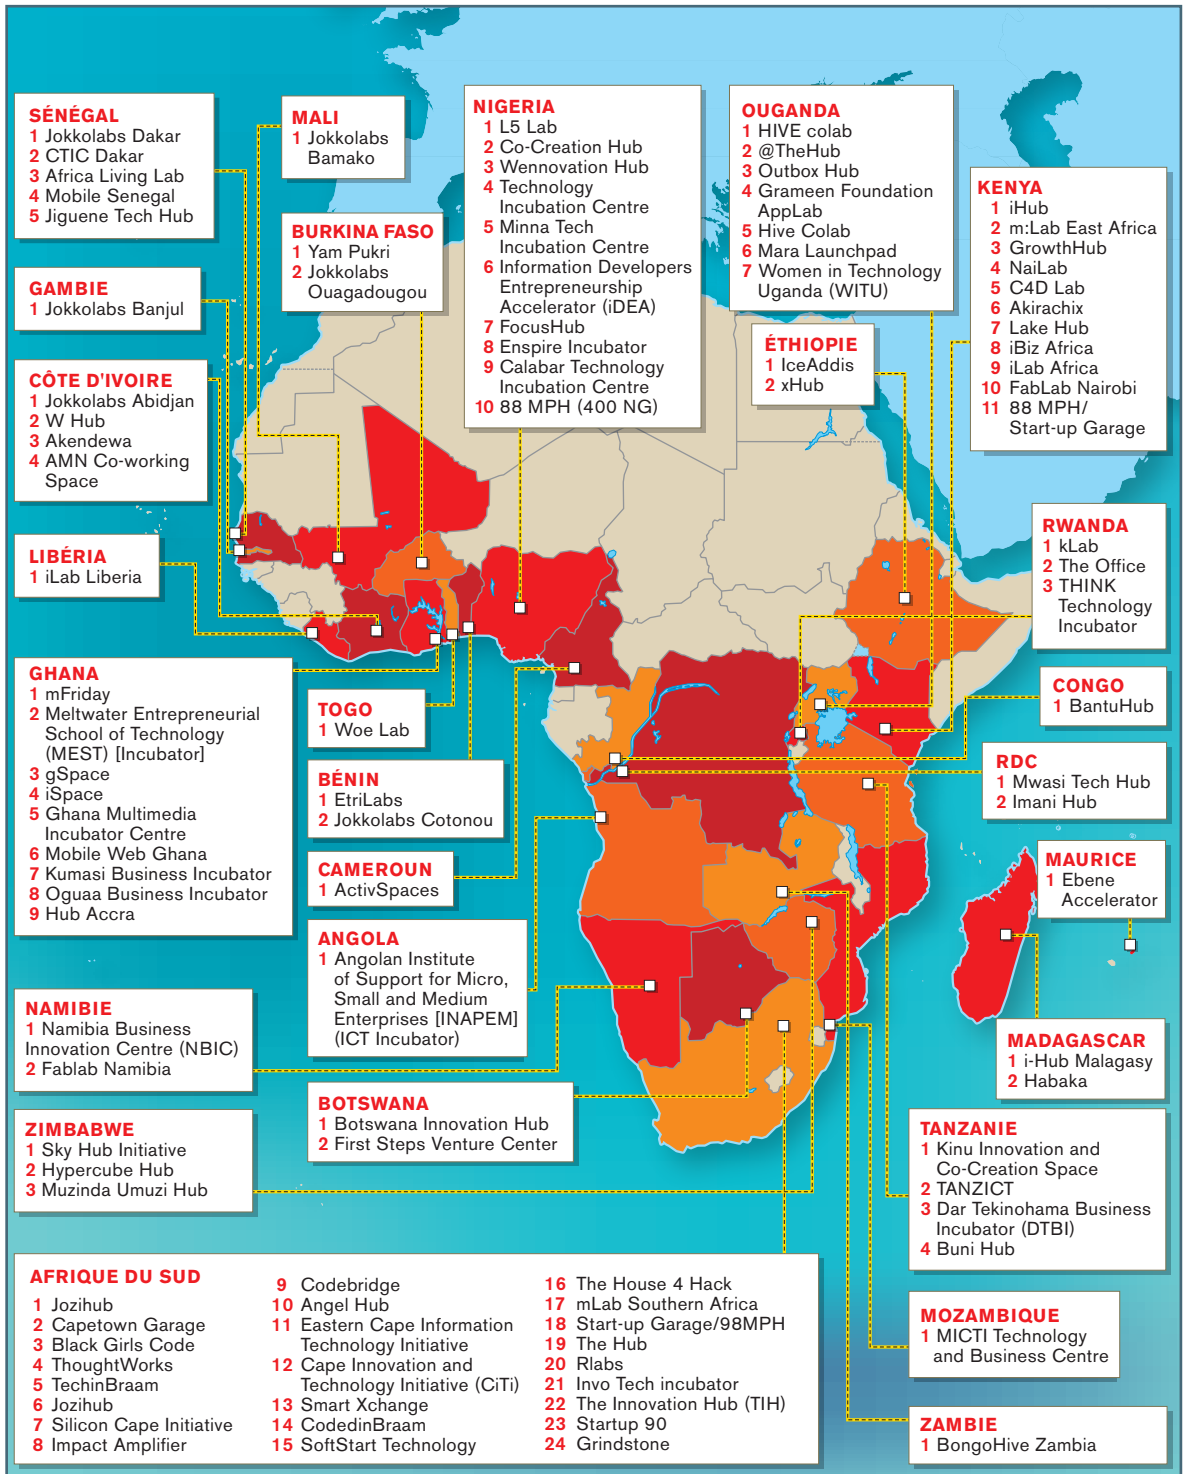 SÉNÉGAL
1 Jokkolabs Dakar
2 CTIC Dakar
3 Africa Living Lab
4 Mobile Senegal
5 Jiguene Tech Hub
MALI
1 Jokkolabs
Bamako
NIGERIA
1 L5 Lab
2 Co-Creation Hub
3 Wennovation Hub
4 Technology
Incubation Centre
5 Minna Tech
Incubation Centre
6 Information Developers
Entrepreneurship
Accelerator (iDEA)
7 FocusHub
8 Enspire Incubator
9 Calabar Technology
Incubation Centre
10 88 MPH (400 NG)
OUGANDA
1 HIVE colab
2 @TheHub
3 Outbox Hub
4 Grameen Foundation
AppLab
5 Hive Colab
6 Mara Launchpad
7 Women in Technology
Uganda (WITU)
KENYA
1 iHub
2 m:Lab East Africa
3 GrowthHub
4 NaiLab
5 C4D Lab
6 Akirachix
7 Lake Hub
8 iBiz Africa
9 iLab Africa
10 FabLab Nairobi
11 88 MPH/
Start-up Garage
BURKINA FASO
1 Yam Pukri
2 Jokkolabs
Ouagadougou
GAMBIE
1 Jokkolabs Banjul
ÉTHIOPIE
1 IceAddis
2 xHub
CÔTE D'IVOIRE
1 Jokkolabs Abidjan
2 W Hub
3 Akendewa
4 AMN Co-working
Space
LIBÉRIA
1 iLab Liberia
RWANDA
1 kLab
2 The Office
3 THINK
Technology
Incubator
GHANA
1 mFriday
2 Meltwater Entrepreneurial
School of Technology
(MEST) [Incubator]
3 gSpace
4 iSpace
5 Ghana Multimedia
Incubator Centre
6 Mobile Web Ghana
7 Kumasi Business Incubator
8 Oguaa Business Incubator
9 Hub Accra
TOGO
1 Woe Lab
CONGO
1 BantuHub
BÉNIN
1 EtriLabs
2 Jokkolabs Cotonou
RDC
1 Mwasi Tech Hub
2 Imani Hub
CAMEROUN
1 ActivSpaces
MAURICE
1 Ebene
Accelerator
ANGOLA
1 Angolan Institute
of Support for Micro,
Small and Medium
Enterprises [INAPEM]
(ICT Incubator)
NAMIBIE
1 Namibia Business
Innovation Centre (NBIC)
2 Fablab Namibia
MADAGASCAR
1 i-Hub Malagasy
2 Habaka
BOTSWANA
1 Botswana Innovation Hub
2 First Steps Venture Center
ZIMBABWE
1 Sky Hub Initiative
2 Hypercube Hub
3 Muzinda Umuzi Hub
TANZANIE
1 Kinu Innovation and
Co-Creation Space
2 TANZICT
3 Dar Tekinohama Business
Incubator (DTBI)
4 Buni Hub
AFRIQUE DU SUD
1 Jozihub
2 Capetown Garage
3 Black Girls Code
4 ThoughtWorks
5 TechinBraam
6 Jozihub
7 Silicon Cape Initiative
8 Impact Amplifier
9 Codebridge
10 Angel Hub
11 Eastern Cape Information
Technology Initiative
12 Cape Innovation and
Technology Initiative (CiTi)
13 Smart Xchange
14 CodedinBraam
15 SoftStart Technology
16 The House 4 Hack
17 mLab Southern Africa
18 Start-up Garage/98MPH
19 The Hub
20 Rlabs
21 Invo Tech incubator
22 The Innovation Hub (TIH)
23 Startup 90
24 Grindstone
MOZAMBIQUE
1 MICTI Technology
and Business Centre
ZAMBIE
1 BongoHive Zambia